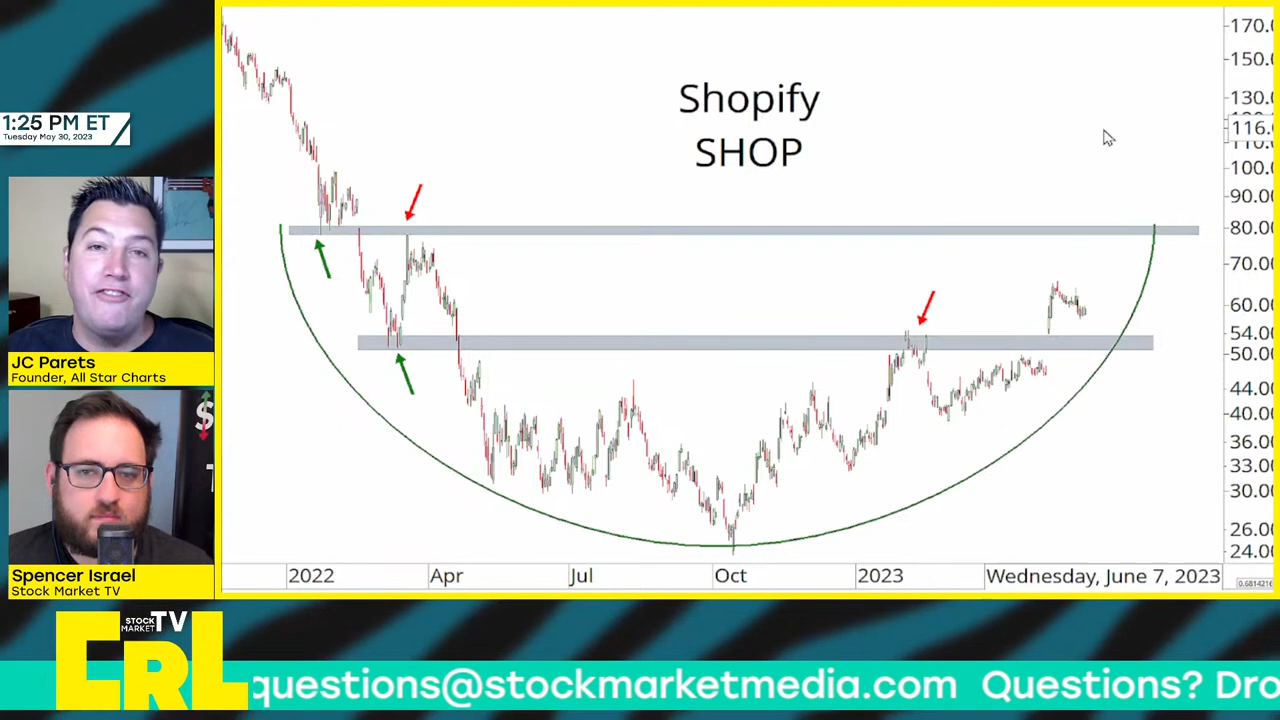 1:25 PM ET
Tuesday May 30, 2023
JC Parets
Founder, All Star Charts
Spencer Israel
Stock Market TV
STOCK MARKET TV
ERL
Shopify
SHOP
170.0
150.0
130.0
116.
110.0
100.0
90.00
80.00
70.00
60.00
54.00
50.00
44.00
40.00
36.00
33.00
30.00
26.00
24.00
2022 Apr Jul Oct 2023 Wednesday, June 7, 2023
0.6814216
questions@stockmarketmedia.com Questions? Dro